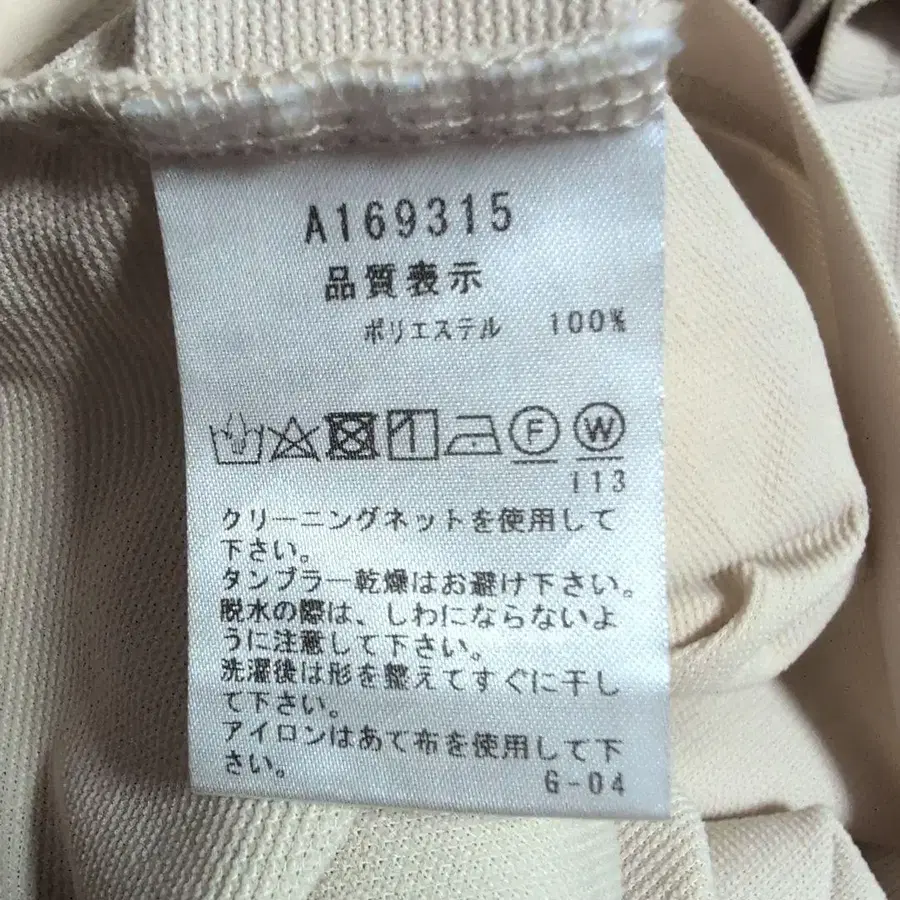 A169315
品質表示
ポリエステル 100%
F W
113
クリーニングネットを使用して
下さい。
タンブラー乾燥はお避け下さい。
脱水の際は、しわにならないよ
うに注意して下さい。
洗濯後は形を整えてすぐに干し
て下さい。
アイロンはあて布を使用して下
さい。
G-04